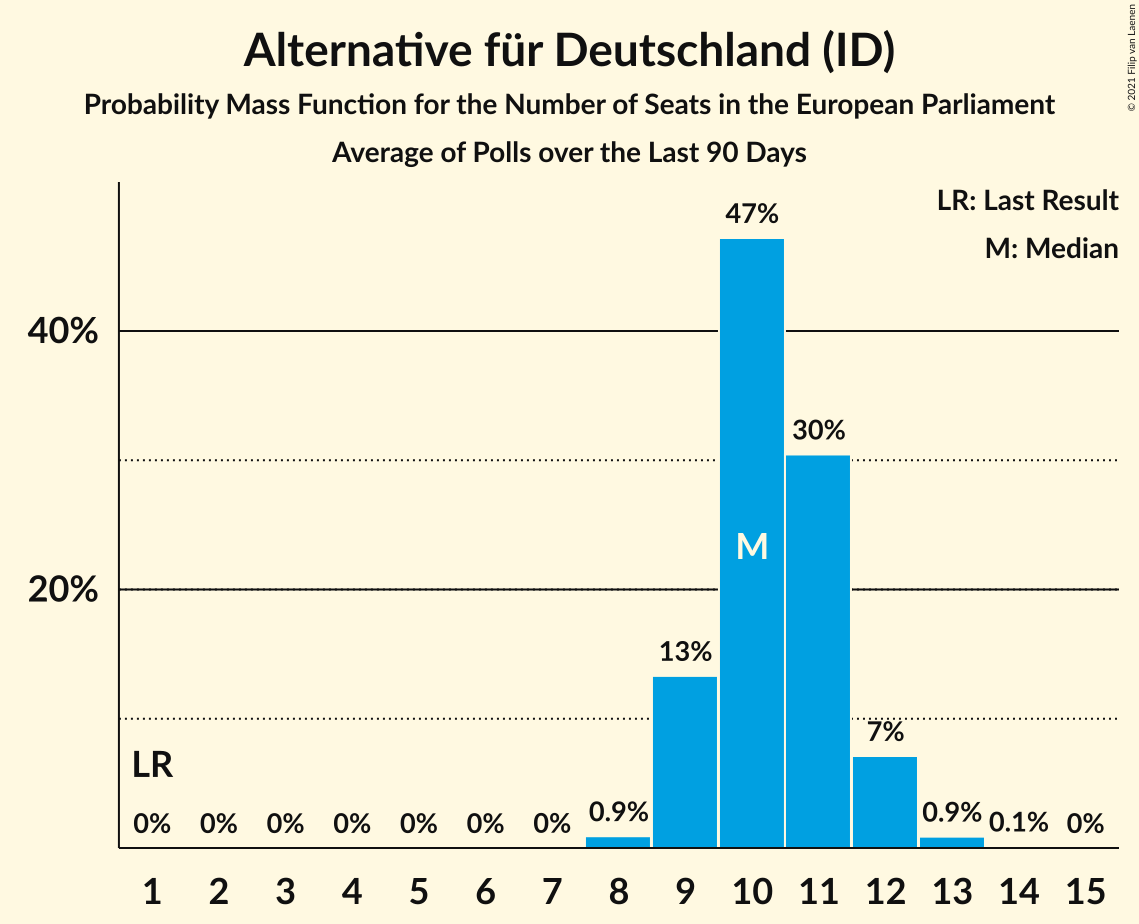 Alternative für Deutschland (ID)
Probability Mass Function for the Number of Seats in the European Parliament
Average of Polls over the Last 90 Days
© 2021 Filip van Laenen
LR: Last Result
M: Median
40%
20%
LR
0% 0% 0% 0% 0% 0% 0% 0.9% 13% 47% 30% 7% 0.9% 0.1% 0%
M
1 2 3 4 5 6 7 8 9 10 11 12 13 14 15